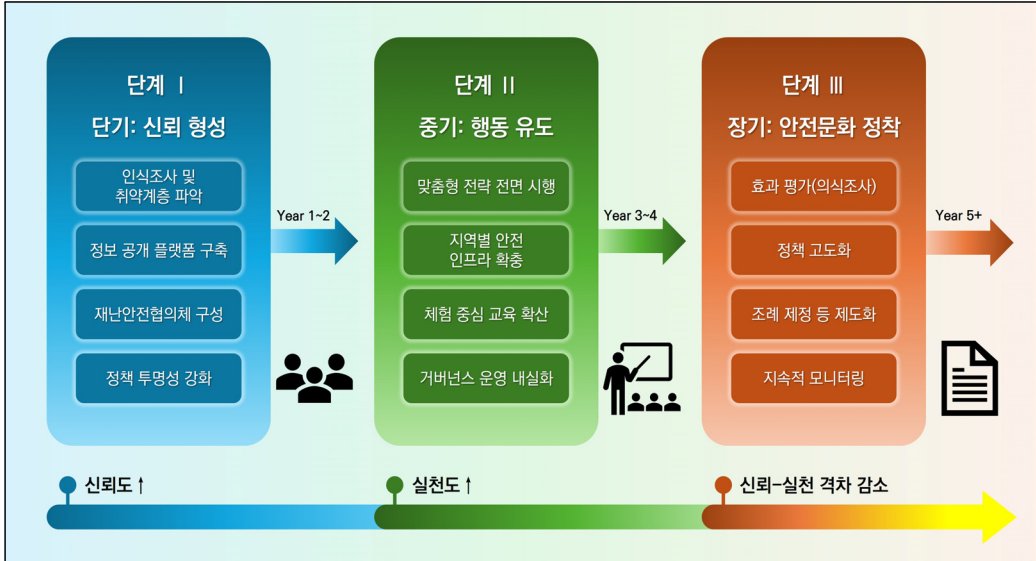 단계 Ⅰ
단기: 신뢰 형성
인식조사 및
취약계층 파악
정보 공개 플랫폼 구축
재난안전협의체 구성
정책 투명성 강화
Year 1~2
단계 Ⅱ
중기: 행동 유도
맞춤형 전략 전면 시행
지역별 안전
인프라 확충
체험 중심 교육 확산
거버넌스 운영 내실화
Year 3~4
단계 Ⅲ
장기: 안전문화 정착
효과 평가(의식조사)
정책 고도화
조례 제정 등 제도화
지속적 모니터링
Year 5+
신뢰도 ↑
실천도 ↑
신뢰-실천 격차 감소